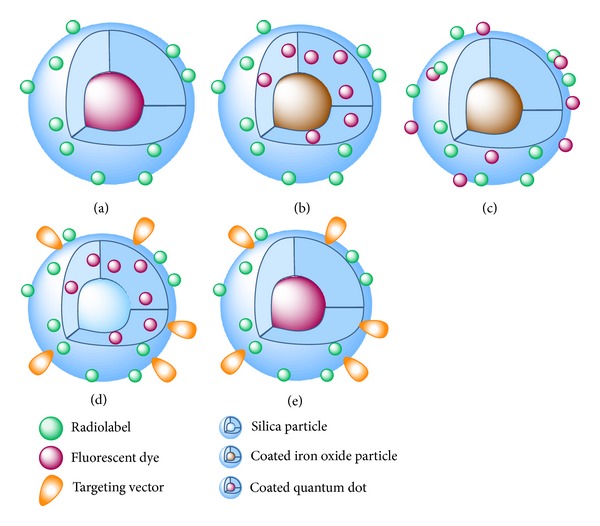 (a)
(b)
(c)
(d)
(e)
Radiolabel
Silica particle
Fluorescent dye
Coated iron oxide particle
Targeting vector
Coated quantum dot